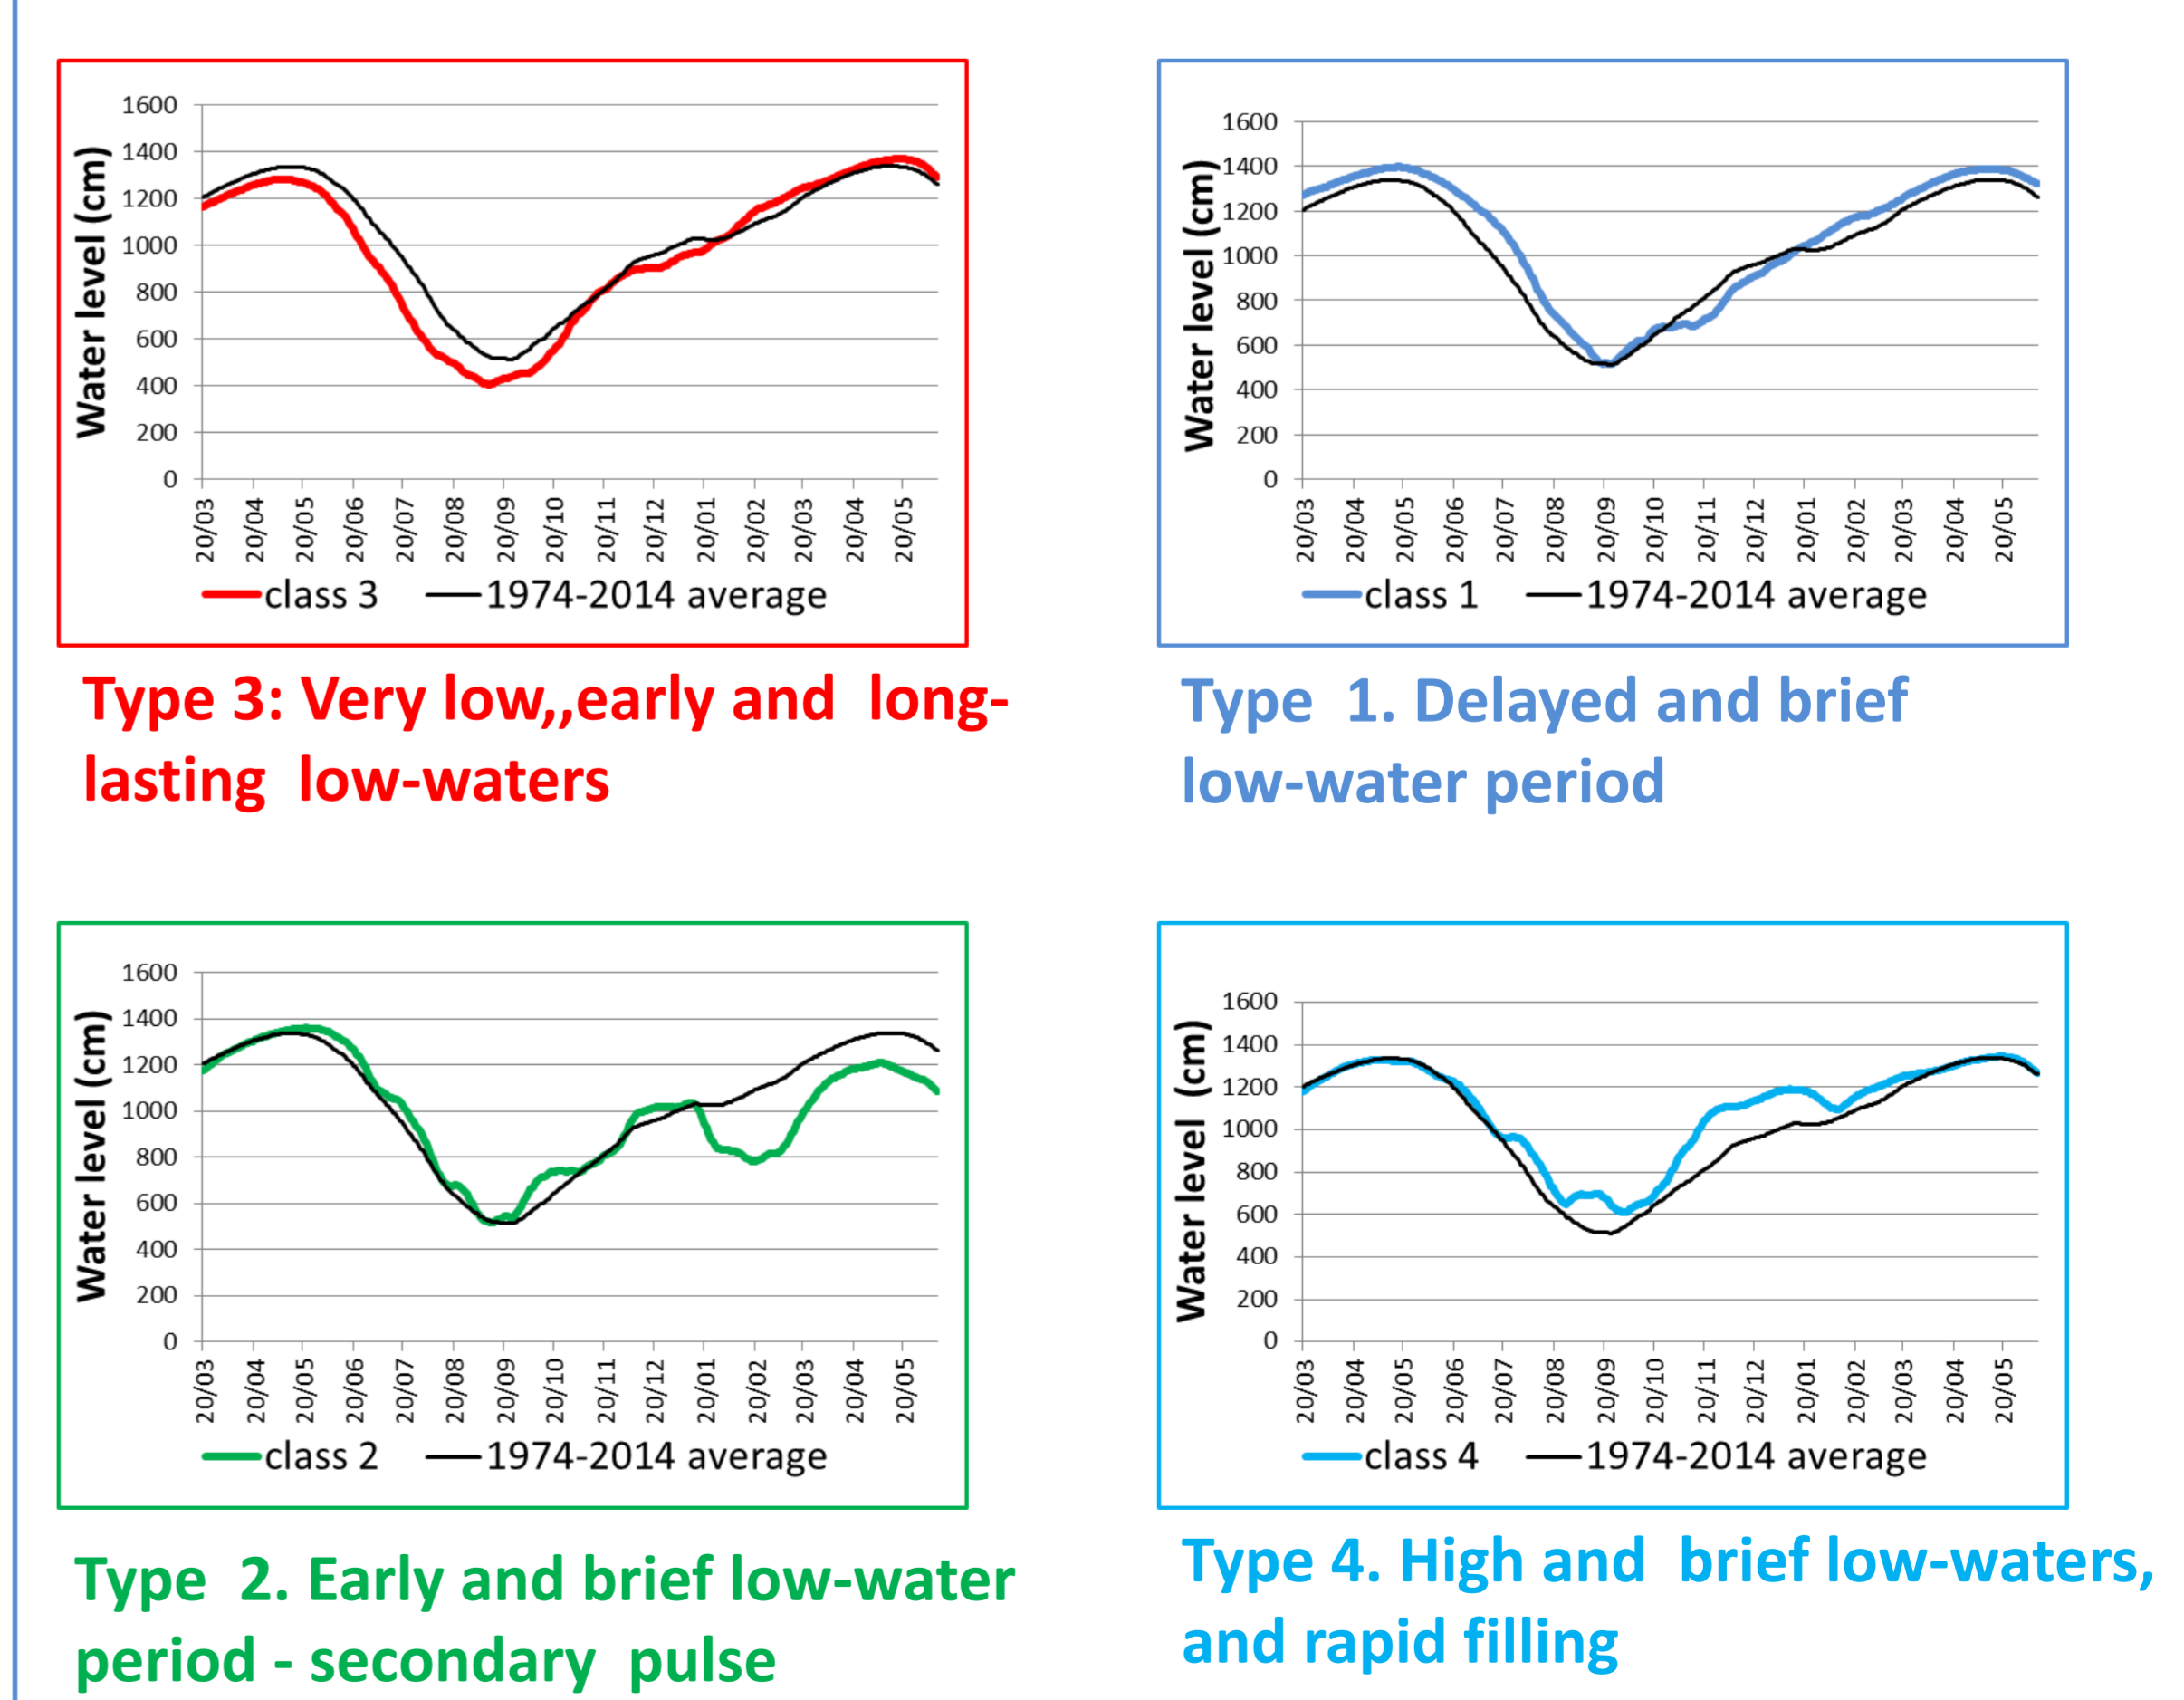 1600
1400
1200
1000
800
600
400
200
0
Water level (cm)
20/03 20/04 20/05 20/06 20/07 20/08 20/09 20/10 20/11 20/12 20/01 20/02 20/03 20/04 20/05
class 3 1974-2014 average
Type 3: Very low,,early and long-
lasting low-waters
1600
1400
1200
1000
800
600
400
200
0
Water level (cm)
20/03 20/04 20/05 20/06 20/07 20/08 20/09 20/10 20/11 20/12 20/01 20/02 20/03 20/04 20/05
class 1 1974-2014 average
Type 1. Delayed and brief
low-water period
1600
1400
1200
1000
800
600
400
200
0
Water level (cm)
20/03 20/04 20/05 20/06 20/07 20/08 20/09 20/10 20/11 20/12 20/01 20/02 20/03 20/04 20/05
class 2 1974-2014 average
Type 2. Early and brief low-water
period - secondary pulse
1600
1400
1200
1000
800
600
400
200
0
Water level (cm)
20/03 20/04 20/05 20/06 20/07 20/08 20/09 20/10 20/11 20/12 20/01 20/02 20/03 20/04 20/05
class 4 1974-2014 average
Type 4. High and brief low-waters,
and rapid filling